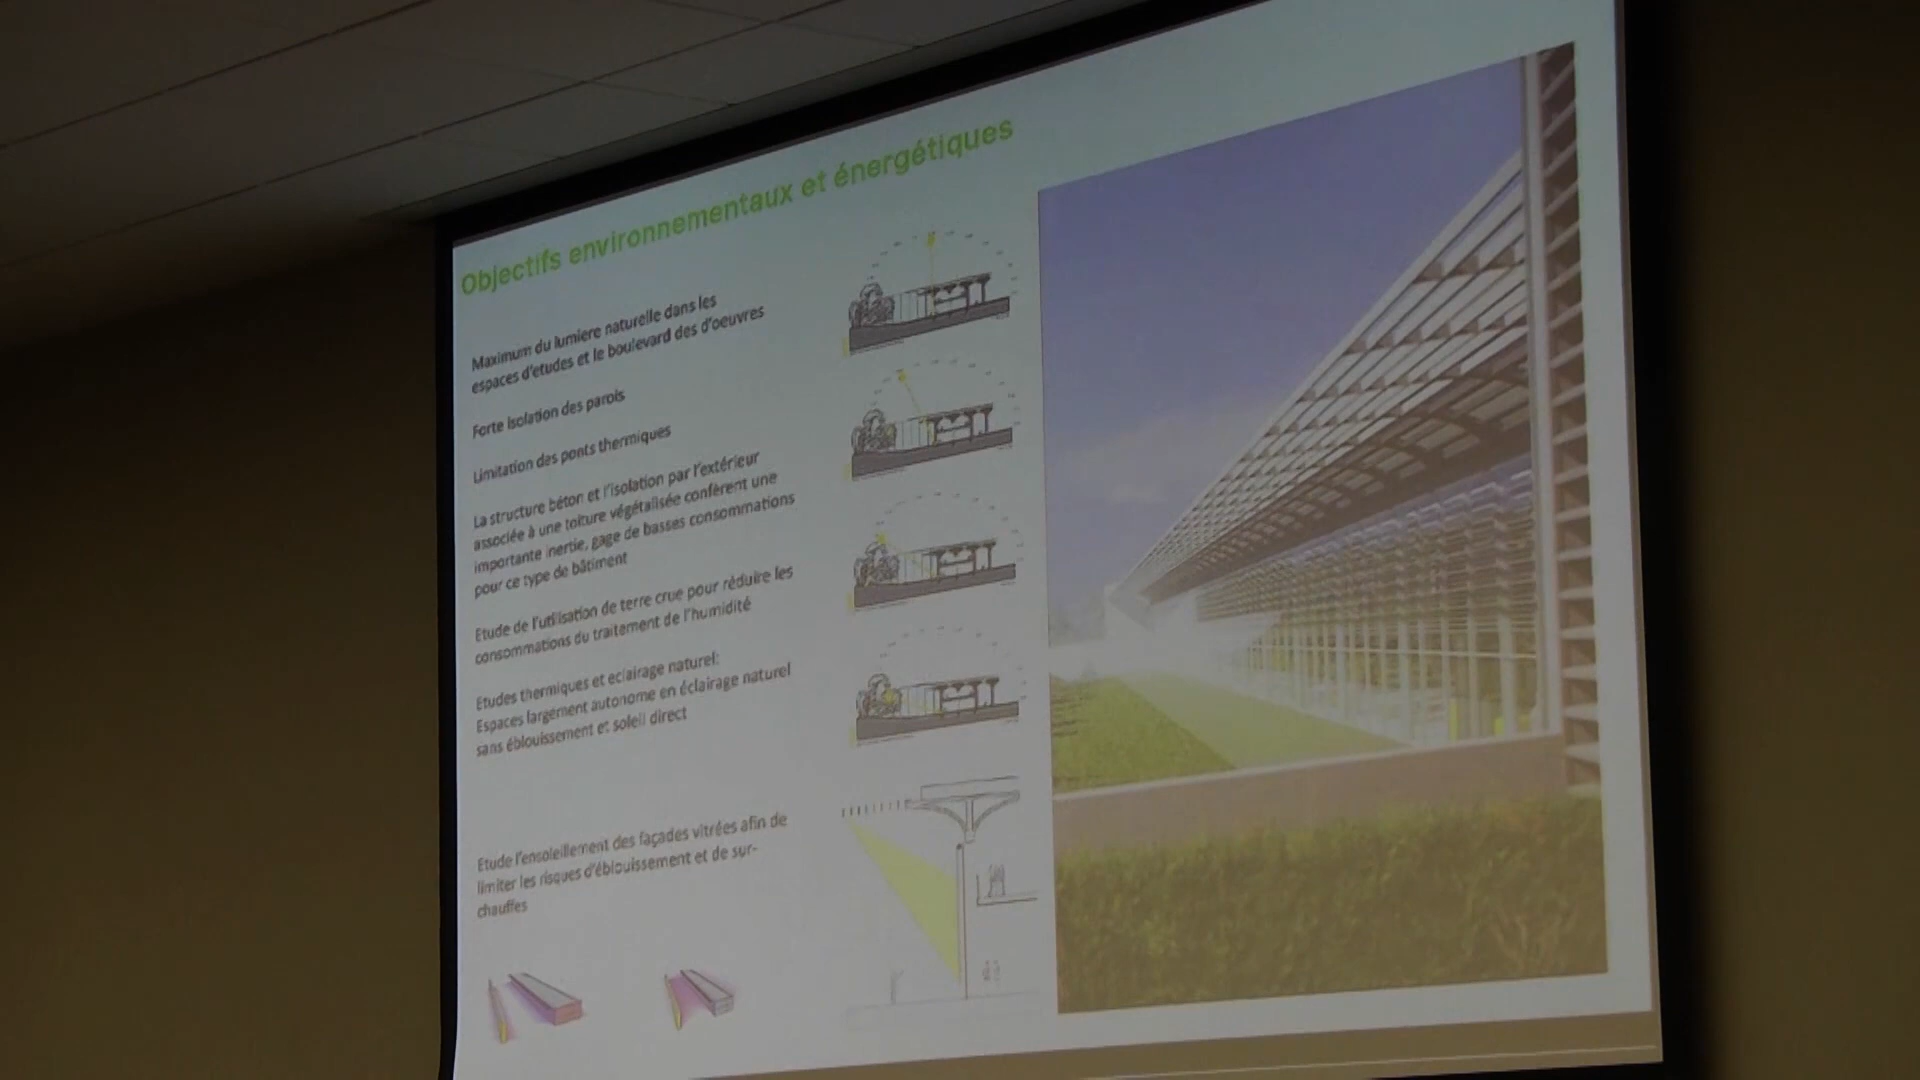 Objectifs environnementaux et énergétiques
Maximum du lumiere naturelle dans les
espaces d'etudes et le boulevard des d'oeuvres
Forte isolation des parois
Limitation des ponts thermiques
La structure béton et l'isolation par l'extérieur
associée à une toiture végétalisée confèrent une
importante inertie, gage de basses consommations
pour ce type de bâtiment
Etude de l'utilisation de terre crue pour réduire les
consommations du traitement de l'humidité
Etudes thermiques et eclairage naturel:
Espaces largement autonome en éclairage naturel
sans éblouissement et soleil direct
Etude l'ensoleillement des façades vitrées afin de
limiter les risques d'éblouissement et de sur-
chauffes